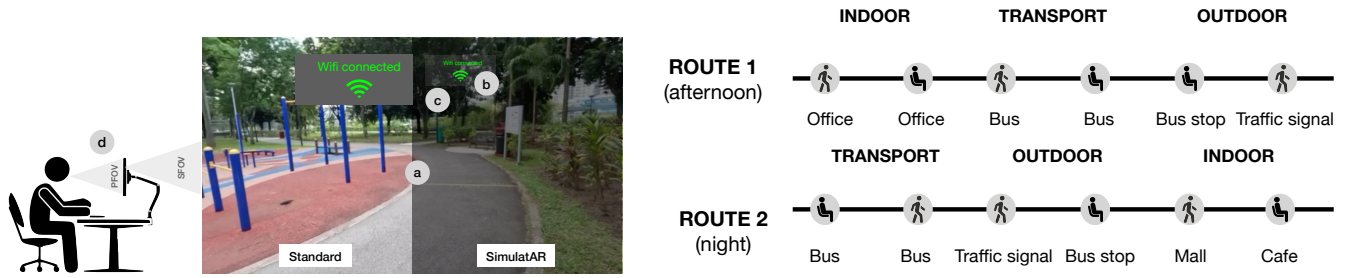 d
PFOV
SFOV
Wifi connected
Wifi connected
b
c
a
Standard
SimulatAR
INDOOR TRANSPORT OUTDOOR
ROUTE 1
(afternoon)
Office Office Bus Bus Bus stop Traffic signal
TRANSPORT OUTDOOR INDOOR
ROUTE 2
(night)
Bus Bus Traffic signal Bus stop Mall Cafe